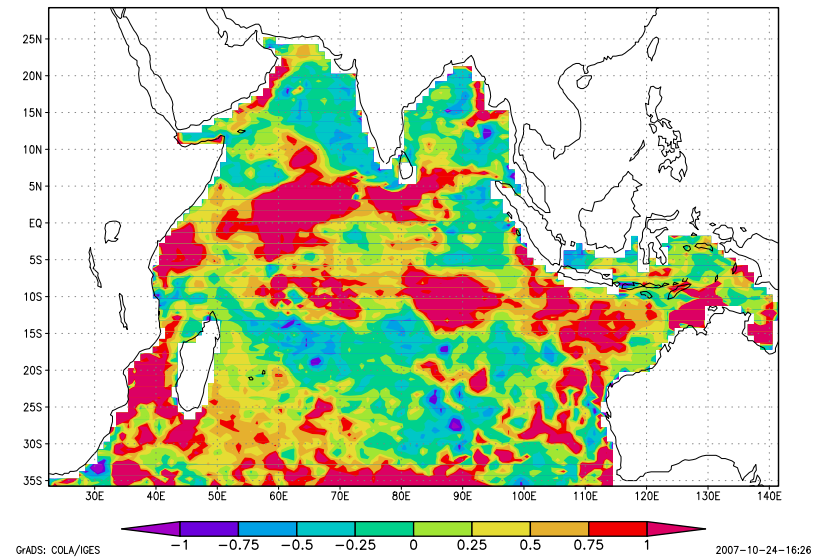 25N
20N
15N
10N
5N
EQ
5S
10S
15S
20S
25S
30S
35S
30E 40E 50E 60E 70E 80E 90E 100E 110E 120E 130E 140E
-1 -0.75 -0.5 -0.25 0 0.25 0.5 0.75 1
GrADS: COLA/IGES 2007-10-24-16:26